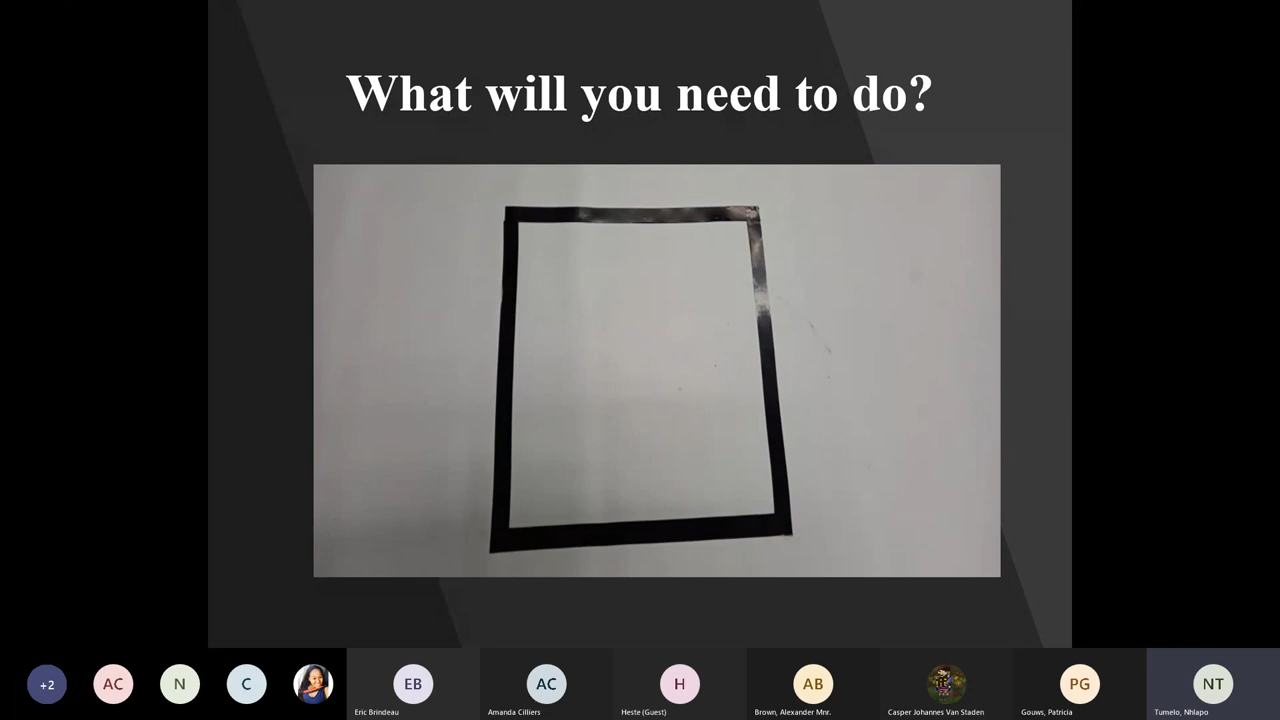 What will you need to do?
+2
AC
N
C
EB
Eric Brindeau
AC
Amanda Cilliers
H
Heste (Guest)
AB
Brown, Alexander Mnr.
Casper Johannes Van Staden
PG
Gouws, Patricia
NT
Tumelo, Nhlapo